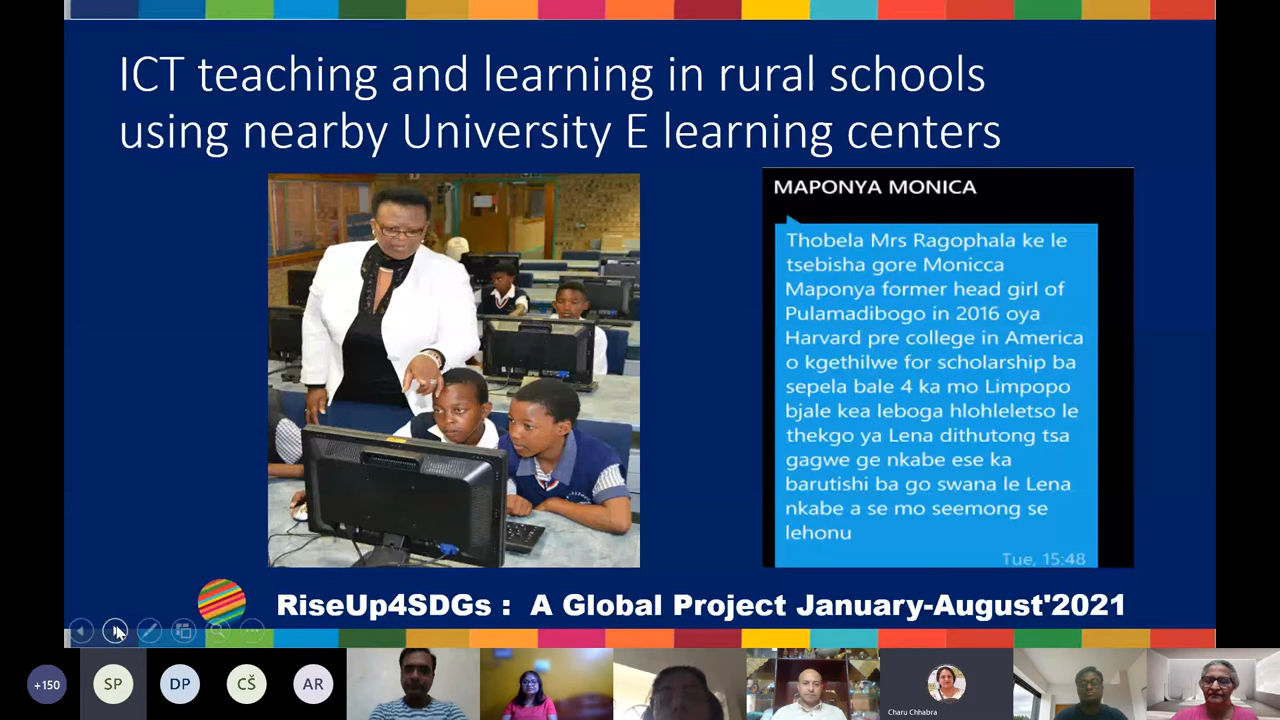 ICT teaching and learning in rural schools
using nearby University E learning centers
MAPONYA MONICA
Thobela Mrs Ragophala ke le
tsebisha gore Monicca
Maponya former head girl of
Pulamadibogo in 2016 oya
Harvard pre college in America
o kgethilwe for scholarship ba
sepela bale 4 ka mo Limpopo
bjale kea leboga hlohleletso le
thekgo ya Lena dithutong tsa
gagwe ge nkabe ese ka
barutishi ba go swana le Lena
nkabe a se mo seemong se
lehonu
Tue, 15:48
RiseUp4SDGs : A Global Project January-August'2021
+150
SP
DP
CŠ
AR
Charu Chhabra